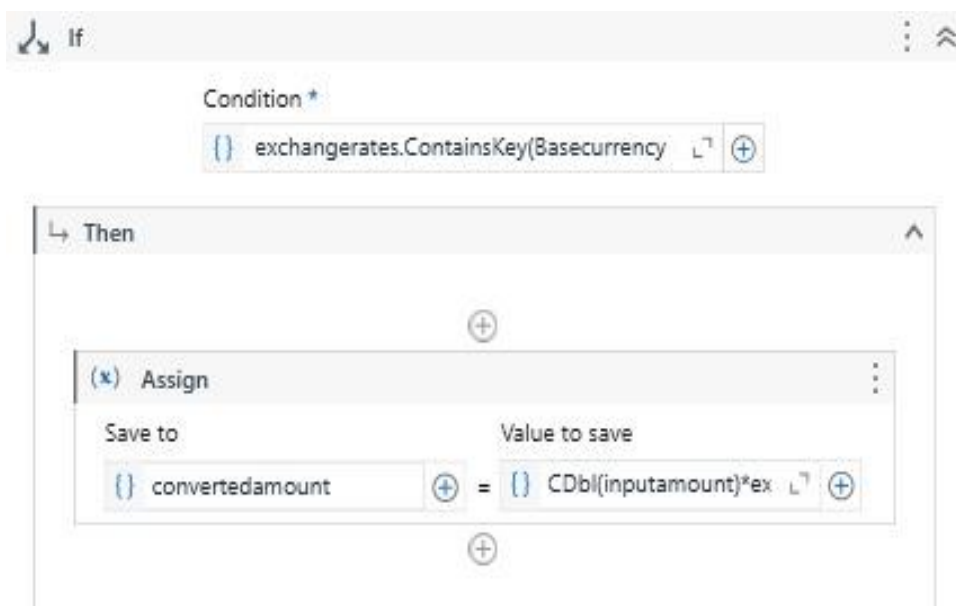 If
Condition *
{} exchangerates.ContainsKey(Basecurrency
Then
(x) Assign
Save to Value to save
{} convertedamount = {} CDbl(inputamount)*ex